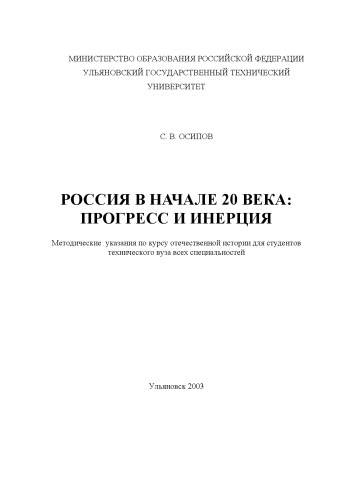 МИНИСТЕРСТВО ОБРАЗОВАНИЯ РОССИЙСКОЙ ФЕДЕРАЦИИ
УЛЬЯНОВСКИЙ ГОСУДАРСТВЕННЫЙ ТЕХНИЧЕСКИЙ
УНИВЕРСИТЕТ
С. В. ОСИПОВ
РОССИЯ В НАЧАЛЕ 20 ВЕКА:
ПРОГРЕСС И ИНЕРЦИЯ
Методические указания по курсу отечественной истории для студентов
технического вуза всех специальностей
Ульяновск 2003